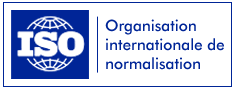 ISO
Organisation
internationale de
normalisation